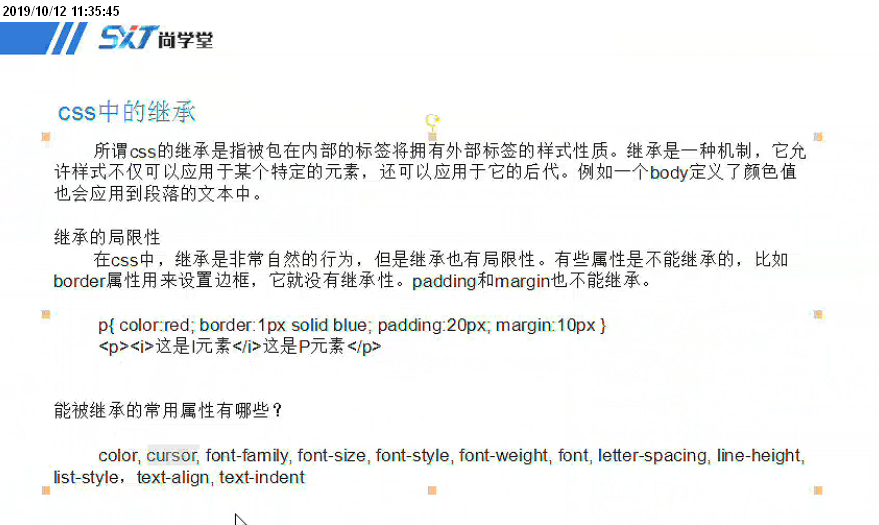 2019/10/12 11:35:45
SXT尚学堂
css中的继承
所谓css的继承是指被包在内部的标签将拥有外部标签的样式性质。继承是一种机制，它允
许样式不仅可以应用于某个特定的元素，还可以应用于它的后代。例如一个body定义了颜色值
也会应用到段落的文本中。
继承的局限性
在css中，继承是非常自然的行为，但是继承也有局限性。有些属性是不能继承的，比如
border属性用来设置边框，它就没有继承性。padding和margin也不能继承。
p{ color:red; border:1px solid blue; padding:20px; margin:10px }
<p><i>这是I元素</i>这是P元素</p>
能被继承的常用属性有哪些？
color, cursor, font-family, font-size, font-style, font-weight, font, letter-spacing, line-height,
list-style，text-align, text-indent